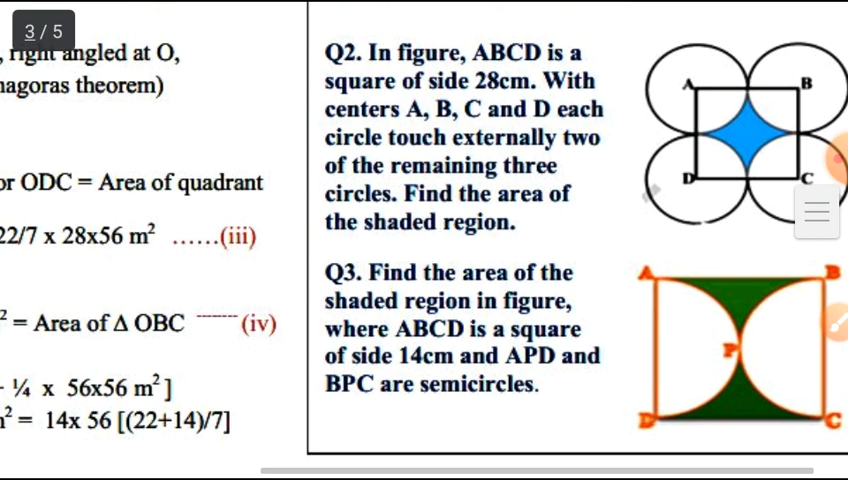 3 / 5
, right angled at O,
nagoras theorem)
or ODC = Area of quadrant
22/7 x 28x56 m² ......(iii)
² = Area of Δ OBC ------- (iv)
- ¼ x 56x56 m² ]
n² = 14x 56 [(22+14)/7]
Q2. In figure, ABCD is a
square of side 28cm. With
centers A, B, C and D each
circle touch externally two
of the remaining three
circles. Find the area of
the shaded region.
A B
D C
Q3. Find the area of the
shaded region in figure,
where ABCD is a square
of side 14cm and APD and
BPC are semicircles.
A B
P
D C